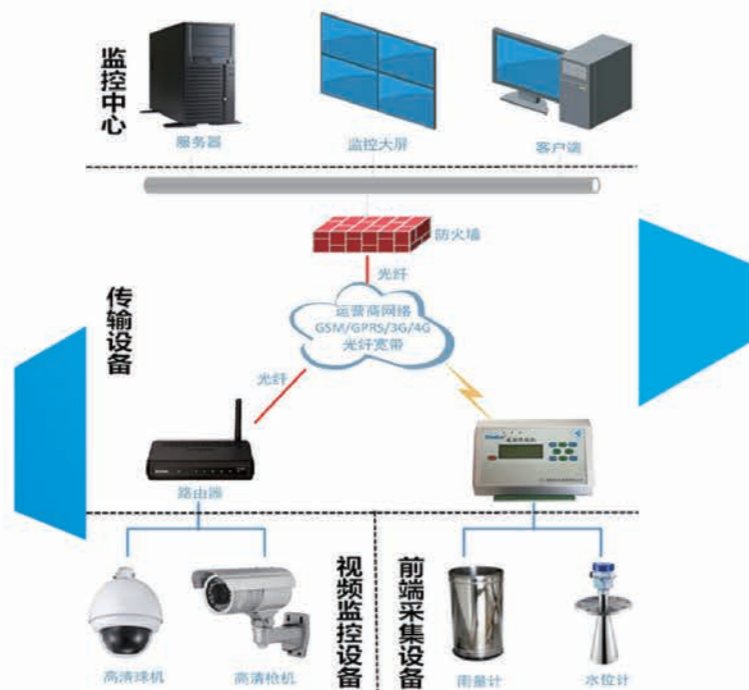 监控中心
服务器
监控大屏
客户端
防火墙
光纤
传输设备
运营商网络
GSM/GPRS/3G/4G
光纤宽带
光纤
路由器
视频监控设备
前端采集设备
高清球机
高清枪机
雨量计
水位计